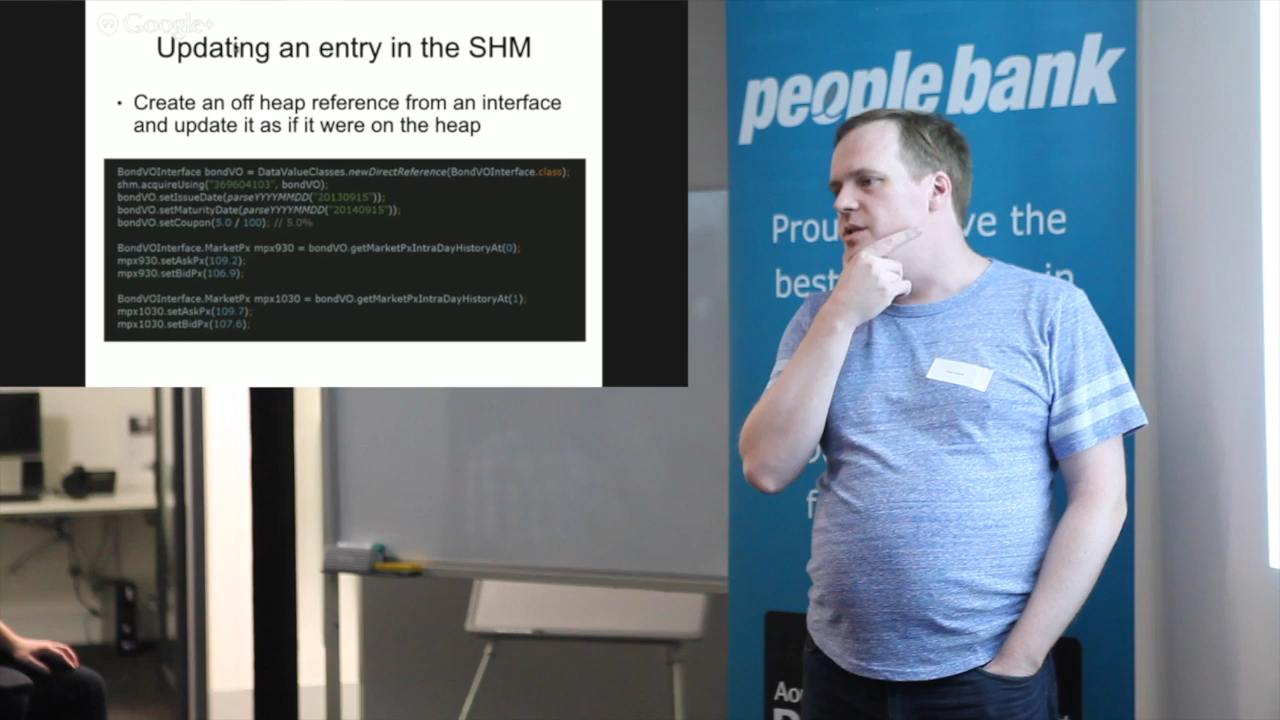 Google+
Updating an entry in the SHM
• Create an off heap reference from an interface
and update it as if it were on the heap
BondVOInterface bondVO = DataValueClasses.newDirectReference(BondVOInterface.class);
shm.acquireUsing("369604103", bondVO);
bondVO.setIssueDate(parseYYYYMMDD("20130915"));
bondVO.setMaturityDate(parseYYYYMMDD("20140915"));
bondVO.setCoupon(5.0 / 100); // 5.0%
BondVOInterface.MarketPx mpx930 = bondVO.getMarketPxIntraDayHistoryAt(0);
mpx930.setAskPx(109.2);
mpx930.setBidPx(106.9);
BondVOInterface.MarketPx mpx1030 = bondVO.getMarketPxIntraDayHistoryAt(1);
mpx1030.setAskPx(109.7);
mpx1030.setBidPx(107.6);
peoplebank
the
best
in